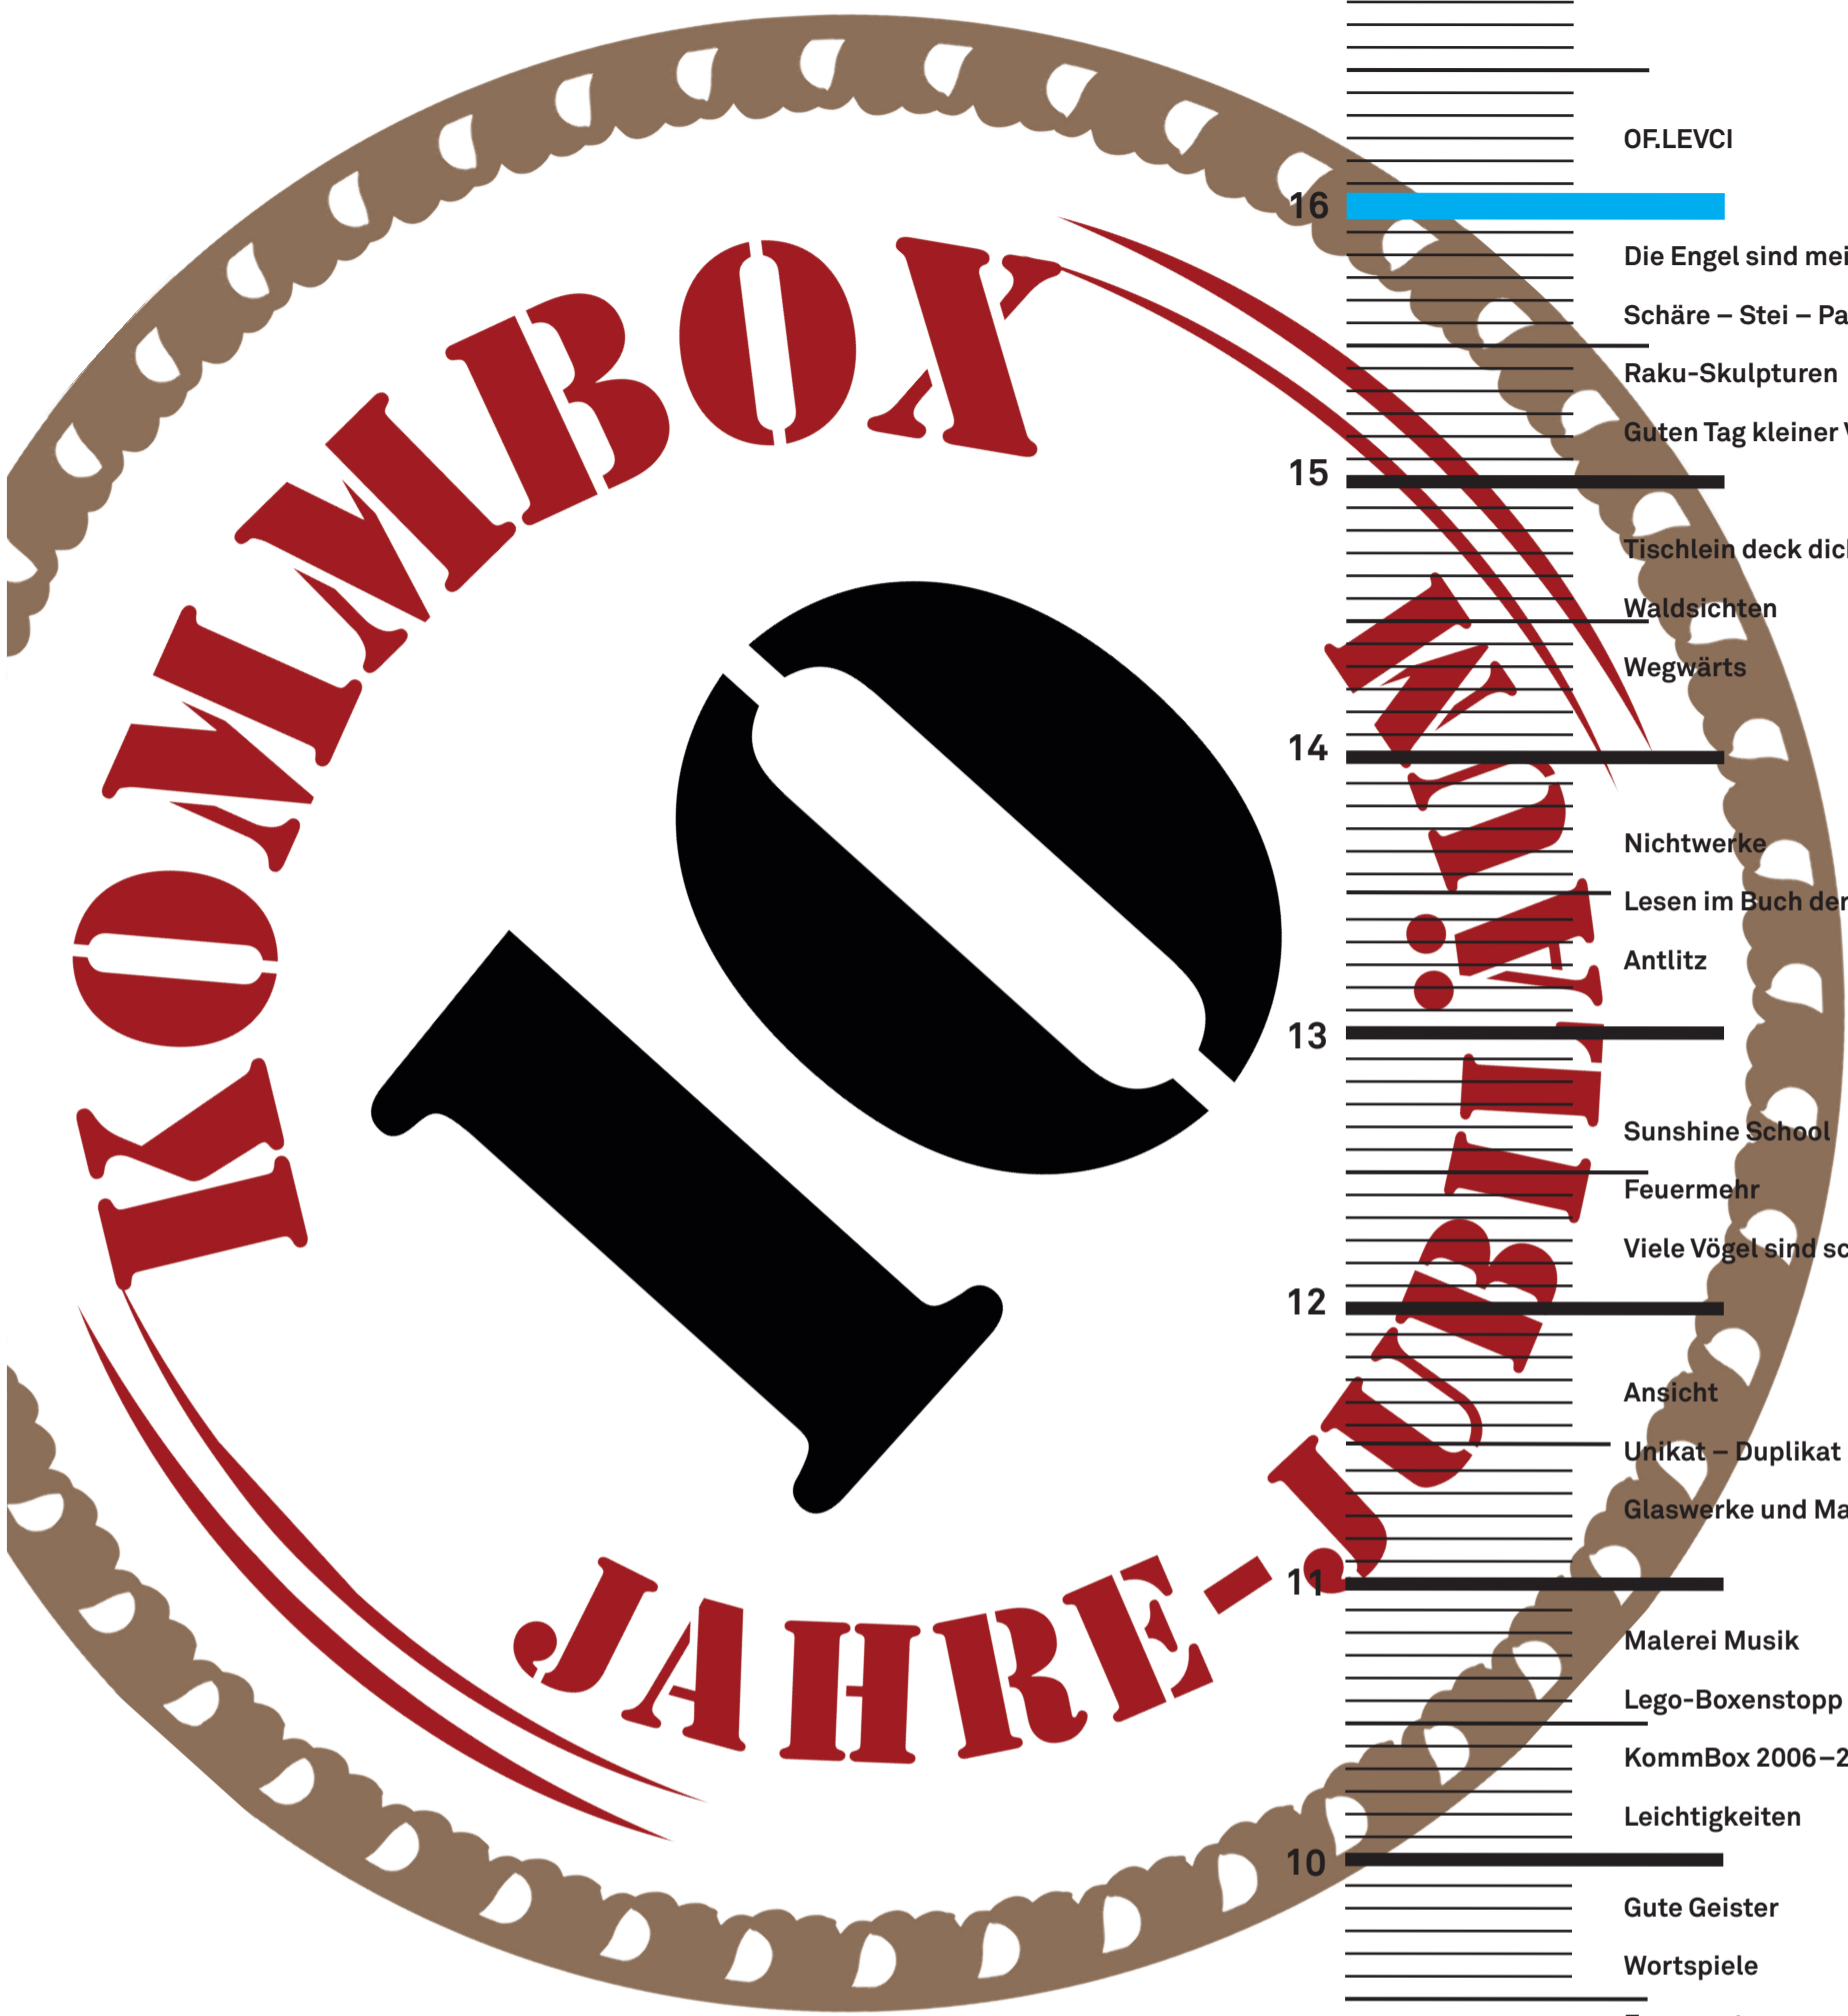 KOMMBOX
10
JAHRE-JUBILÄUM
OF.LEVCI
16
Die Engel sind mei
Schäre – Stei – Pa
Raku-Skulpturen
Guten Tag kleiner
15
Tischlein deck dich
Waldsichten
Wegwärts
14
Nichtwerke
Lesen im Buch der
Antlitz
13
Sunshine School
Feuermehr
Viele Vögel sind sc
12
Ansicht
Unikat – Duplikat
Glaswerke und Ma
11
Malerei Musik
Lego-Boxenstopp
KommBox 2006–2
Leichtigkeiten
10
Gute Geister
Wortspiele